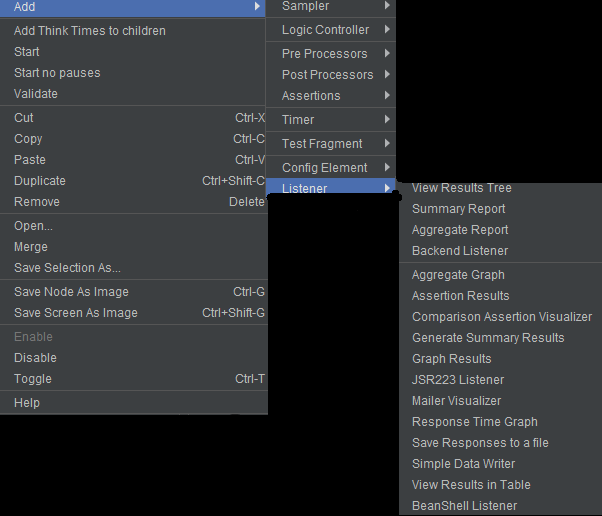 Add
Add Think Times to children
Start
Start no pauses
Validate
Cut Ctrl-X
Copy Ctrl-C
Paste Ctrl-V
Duplicate Ctrl+Shift-C
Remove Delete
Open...
Merge
Save Selection As...
Save Node As Image Ctrl-G
Save Screen As Image Ctrl+Shift-G
Enable
Disable
Toggle Ctrl-T
Help
Sampler
Logic Controller
Pre Processors
Post Processors
Assertions
Timer
Test Fragment
Config Element
Listener
View Results Tree
Summary Report
Aggregate Report
Backend Listener
Aggregate Graph
Assertion Results
Comparison Assertion Visualizer
Generate Summary Results
Graph Results
JSR223 Listener
Mailer Visualizer
Response Time Graph
Save Responses to a file
Simple Data Writer
View Results in Table
BeanShell Listener